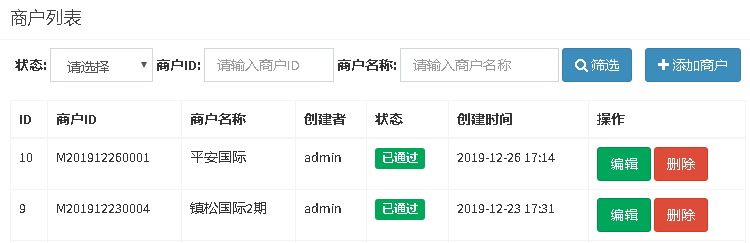 商户列表
状态: 请选择 商户ID: 请输入商户ID 商户名称: 请输入商户名称 筛选 添加商户
ID 商户ID 商户名称 创建者 状态 创建时间 操作
10 M201912260001 平安国际 admin 已通过 2019-12-26 17:14 编辑 删除
9 M201912230004 镇松国际2期 admin 已通过 2019-12-23 17:31 编辑 删除